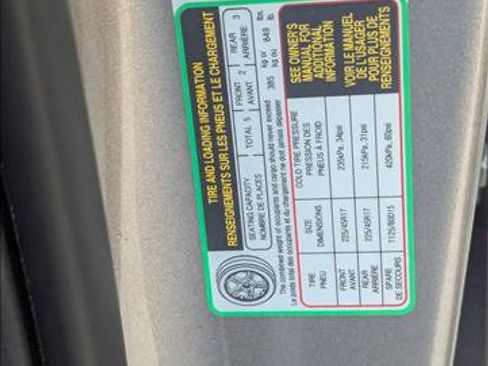 TIRE AND LOADING INFORMATION
RENSEIGNEMENTS SUR LES PNEUS ET LE CHARGEMENT
SEATING CAPACITY TOTAL 5 FRONT 2 REAR 3
NOMBRE DE PLACES AVANT ARRIÈRE
The combined weight of occupants and cargo should never exceed 385 kg or 849 lbs.
Le poids total des occupants et du chargement ne doit jamais dépasser kg ou lb.
TIRE SIZE COLD TIRE PRESSURE
PNEU DIMENSIONS PRESSION DES
PNEUS À FROID
FRONT 225/45R17 235kPa, 34psi
AVANT
REAR 225/45R17 215kPa, 31psi
ARRIÈRE
SPARE T125/80D15 420kPa, 60psi
DE SECOURS
SEE OWNER'S
MANUAL FOR
ADDITIONAL
INFORMATION
VOIR LE MANUEL
DE L'USAGER
POUR PLUS DE
RENSEIGNEMENTS